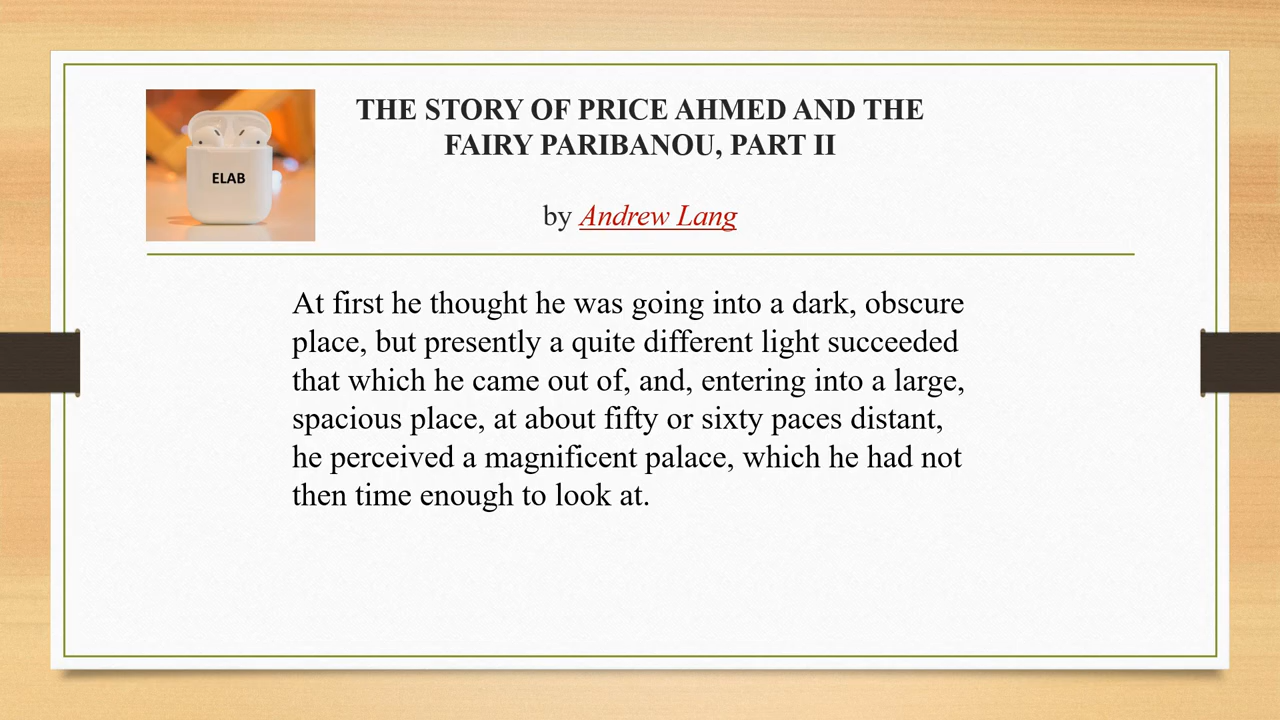 ELAB
THE STORY OF PRICE AHMED AND THE
FAIRY PARIBANOU, PART II
by Andrew Lang
At first he thought he was going into a dark, obscure
place, but presently a quite different light succeeded
that which he came out of, and, entering into a large,
spacious place, at about fifty or sixty paces distant,
he perceived a magnificent palace, which he had not
then time enough to look at.